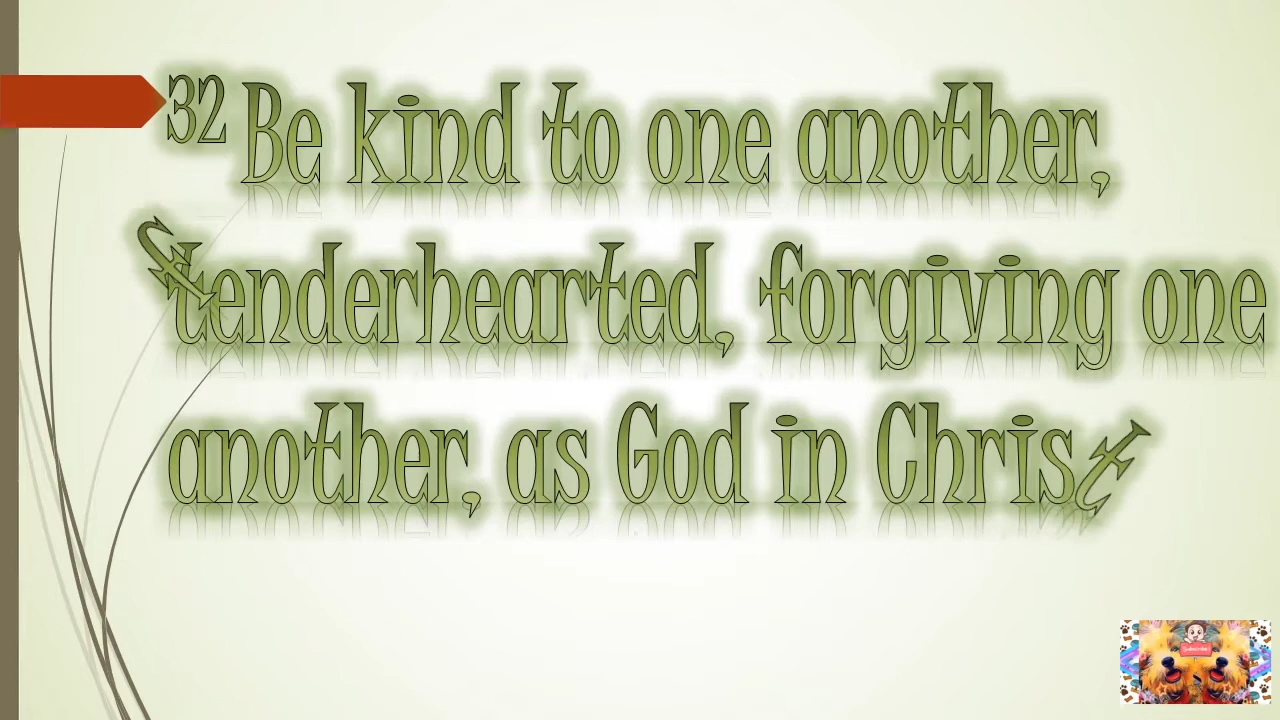 32 Be kind to one another,
tenderhearted, forgiving one
another, as God in Christ